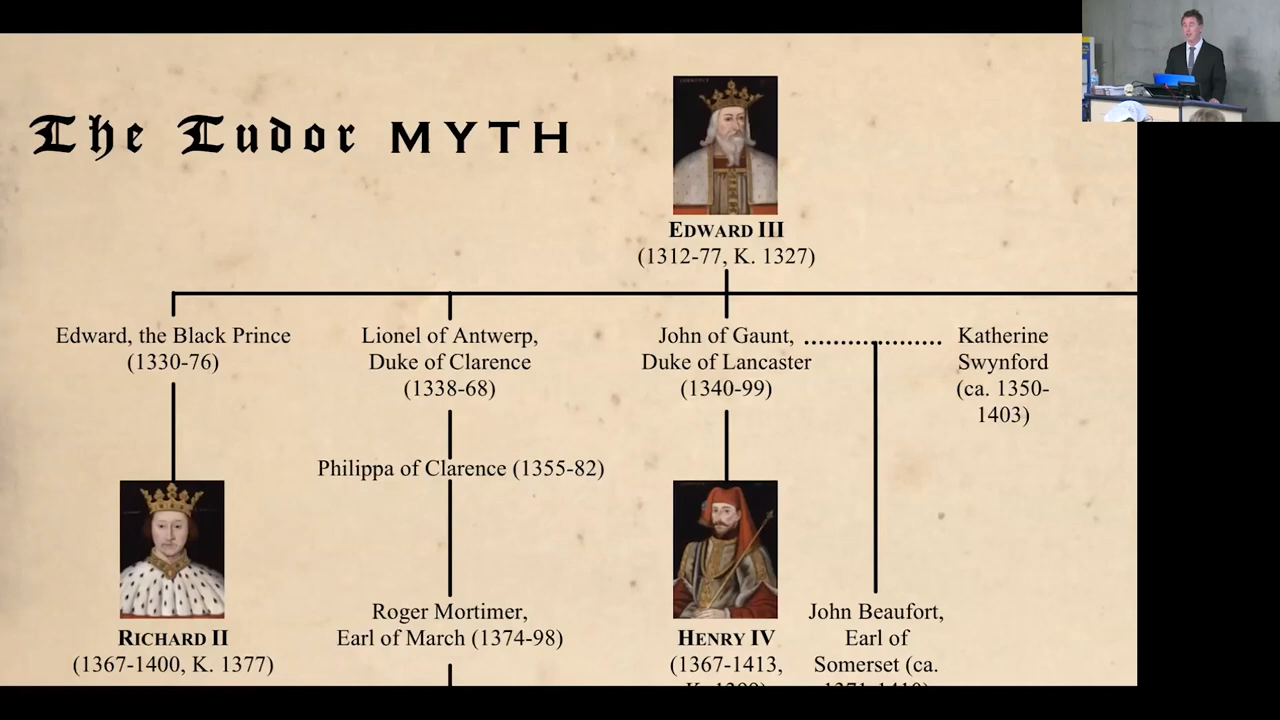 The Tudor MYTH
EDWARD III
(1312-77, K. 1327)
Edward, the Black Prince
(1330-76)
Lionel of Antwerp,
Duke of Clarence
(1338-68)
John of Gaunt,
Duke of Lancaster
(1340-99)
Katherine
Swynford
(ca. 1350-
1403)
Philippa of Clarence (1355-82)
RICHARD II
(1367-1400, K. 1377)
Roger Mortimer,
Earl of March (1374-98)
HENRY IV
(1367-1413,
John Beaufort,
Earl of
Somerset (ca.